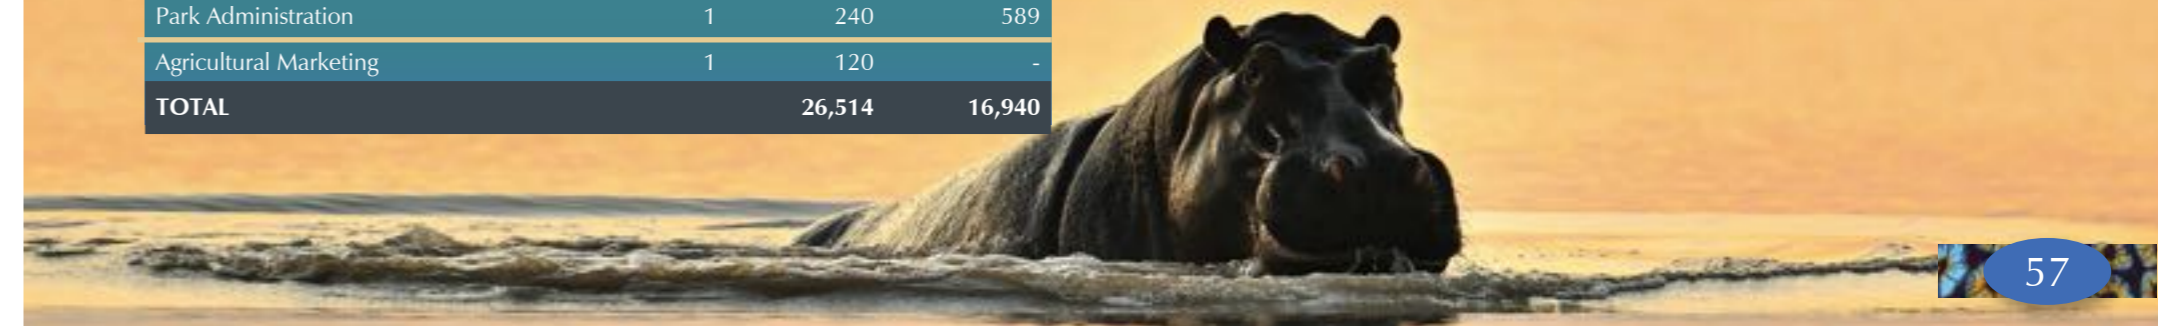 Park Administration 1 240 589
Agricultural Marketing 1 120 -
TOTAL 26,514 16,940
57